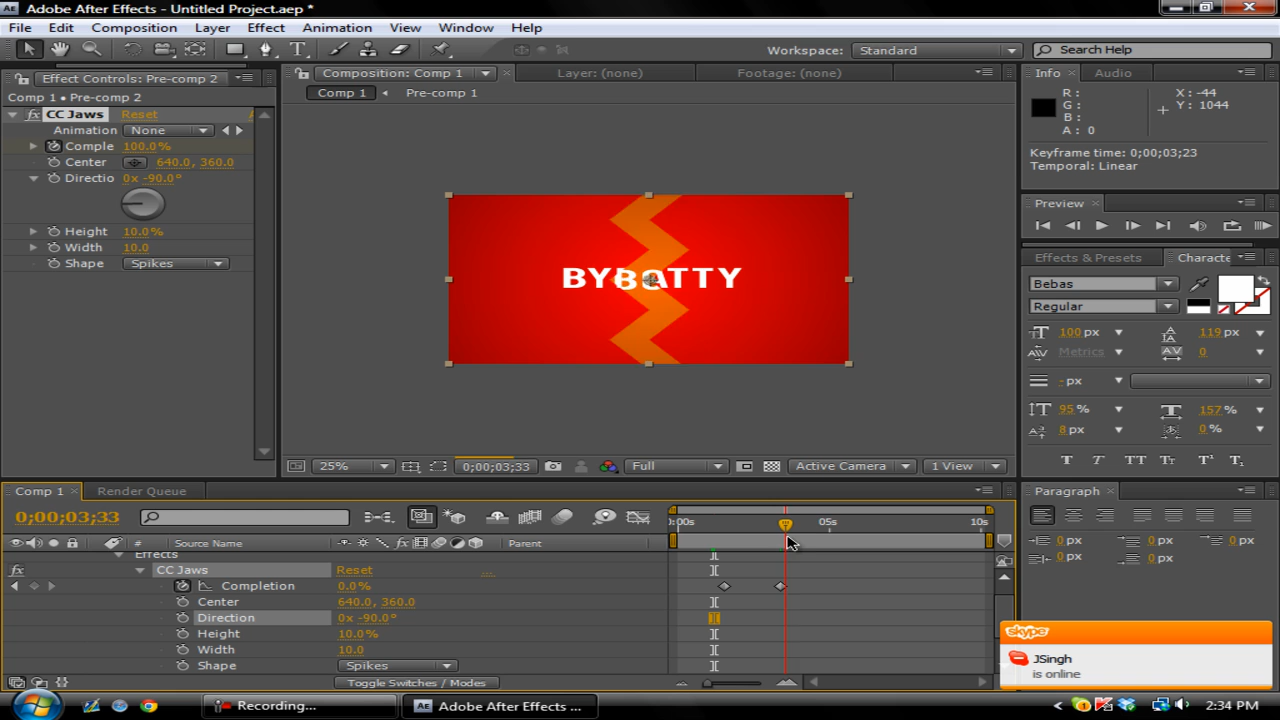 Adobe After Effects - Untitled Project.aep *
File Edit Composition Layer Effect Animation View Window Help
Workspace: Standard Search Help
Effect Controls: Pre-comp 2
Comp 1 • Pre-comp 2
fx CC Jaws Reset
Animation None
Comple 100.0%
Center 640.0, 360.0
Directio 0x -90.0°
Height 10.0%
Width 10.0
Shape Spikes
Composition: Comp 1 Layer: (none) Footage: (none)
Comp 1 Pre-comp 1
BYBATTY
25% 0;00;03;33 Full Active Camera 1 View
Info Audio
R : X : -44
G : Y : 1044
B :
A : 0
Keyframe time: 0;00;03;23
Temporal: Linear
Preview
Effects & Presets Characte
Bebas
Regular
100 px 119 px
Metrics 0
- px
95 % 157 %
8 px 0 %
T T TT Tr T¹ T₁
Paragraph
0 px 0 px 0 px
0 px 0 px
Comp 1 Render Queue
0;00;03;33
0:00s 05s 10s
# Source Name fx Parent
Effects
fx CC Jaws Reset ...
Completion 0.0%
Center 640.0, 360.0
Direction 0x -90.0°
Height 10.0%
Width 10.0
Shape Spikes
Toggle Switches / Modes
skype
JSingh
is online
Recording... Ae Adobe After Effects ... 2:34 PM